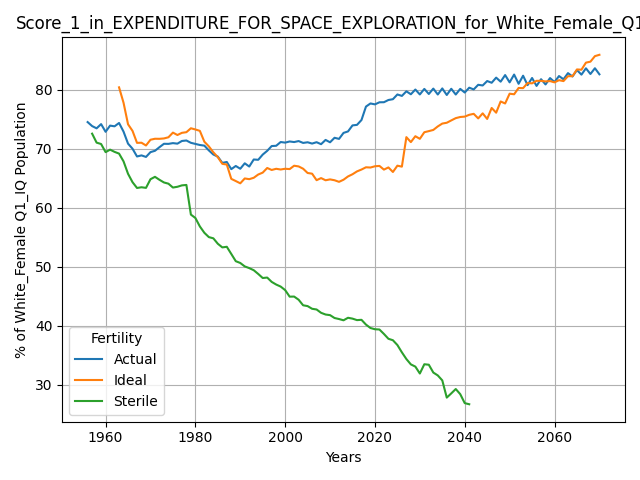 Score_1_in_EXPENDITURE_FOR_SPACE_EXPLORATION_for_White_Female_Q1
% of White_Female Q1_IQ Population
80
70
60
50
40
30
Fertility
Actual
Ideal
Sterile
1960 1980 2000 2020 2040 2060
Years